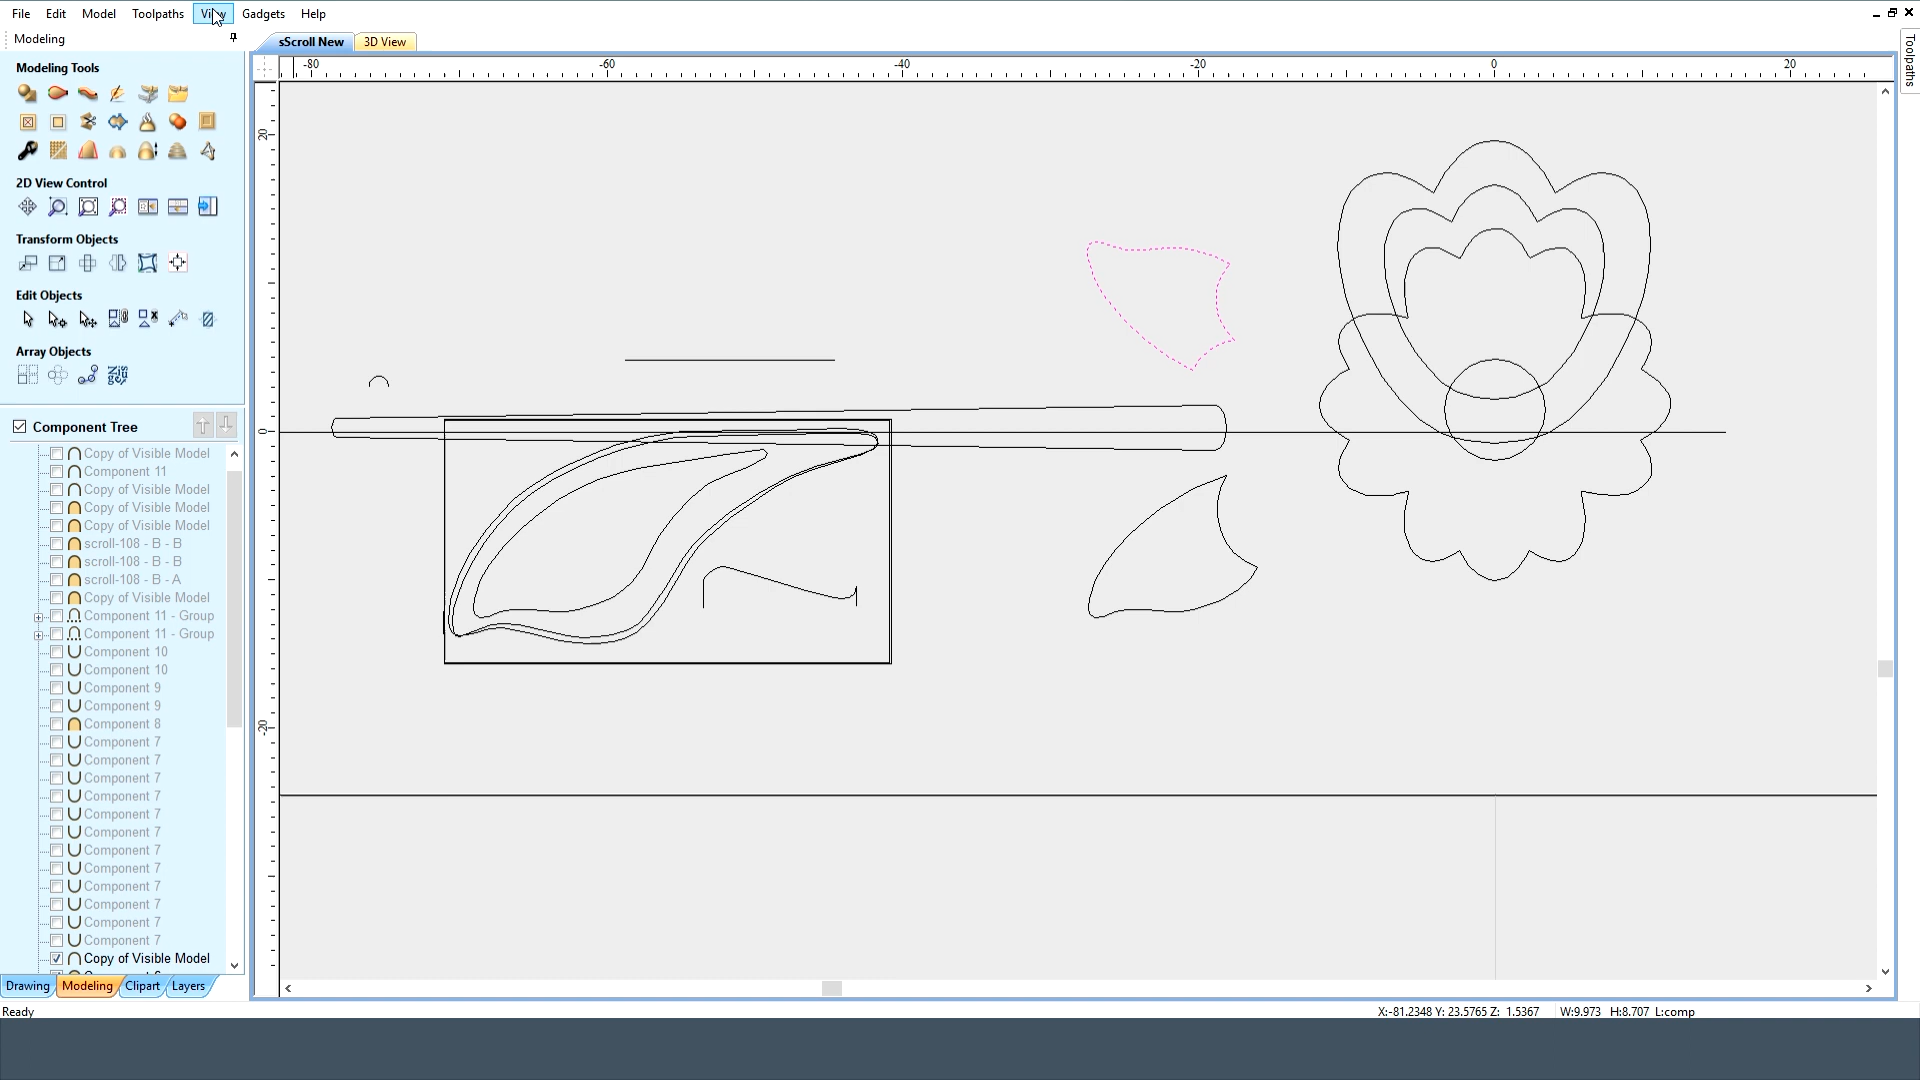 File Edit Model Toolpaths View Gadgets Help
Modeling
sScroll New 3D View
Toolpaths
-80 -60 -40 -20 0 20
20
0
-20
Modeling Tools
2D View Control
Transform Objects
Edit Objects
Array Objects
Component Tree
Copy of Visible Model
Component 11
Copy of Visible Model
Copy of Visible Model
Copy of Visible Model
scroll-108 - B - B
scroll-108 - B - B
scroll-108 - B - A
Copy of Visible Model
Component 11 - Group
Component 11 - Group
Component 10
Component 10
Component 9
Component 9
Component 8
Component 7
Component 7
Component 7
Component 7
Component 7
Component 7
Component 7
Component 7
Component 7
Component 7
Component 7
Component 7
Copy of Visible Model
Drawing Modeling Clipart Layers
Ready
X:-81.2348 Y: 23.5765 Z: 1.5367 W:9.973 H:8.707 L:comp